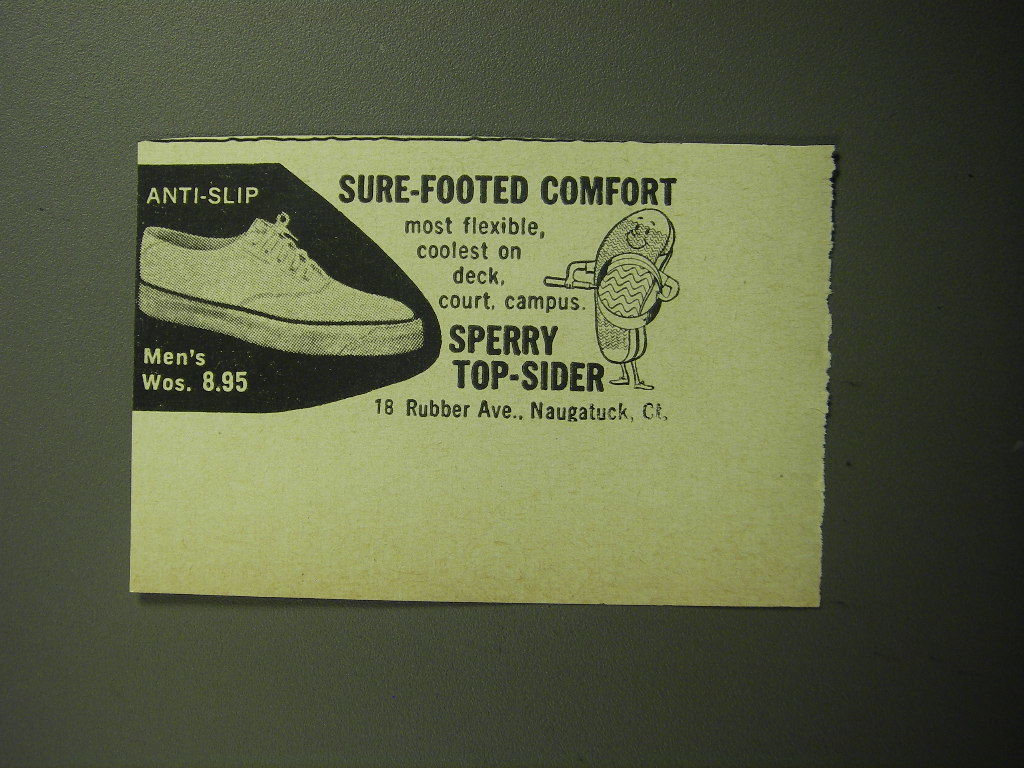 ANTI-SLIP
SURE-FOOTED COMFORT
most flexible,
coolest on
deck,
court, campus.
SPERRY
TOP-SIDER
Men's
Wos. 8.95
18 Rubber Ave., Naugatuck, Ct.